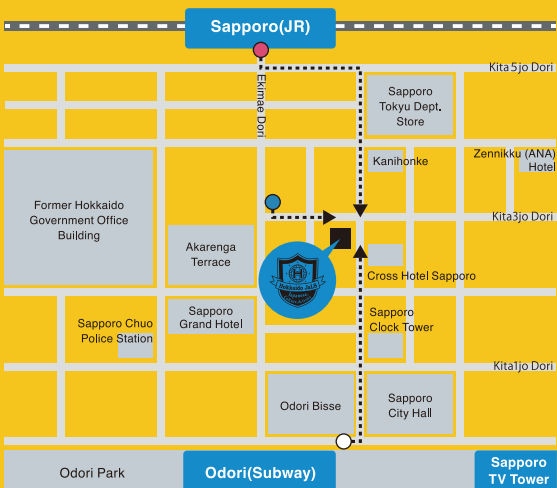 Sapporo(JR)
Kita 5jo Dori
Ekimae Dori
Sapporo
Tokyu Dept.
Store
Kanihonke
Zennikku (ANA)
Hotel
Former Hokkaido
Government Office
Building
Kita3jo Dori
Akarenga
Terrace
Hokkaido JaLS
Cross Hotel Sapporo
Sapporo
Grand Hotel
Sapporo Chuo
Police Station
Sapporo
Clock Tower
Kita1jo Dori
Odori Bisse
Sapporo
City Hall
Odori Park
Odori(Subway)
Sapporo
TV Tower